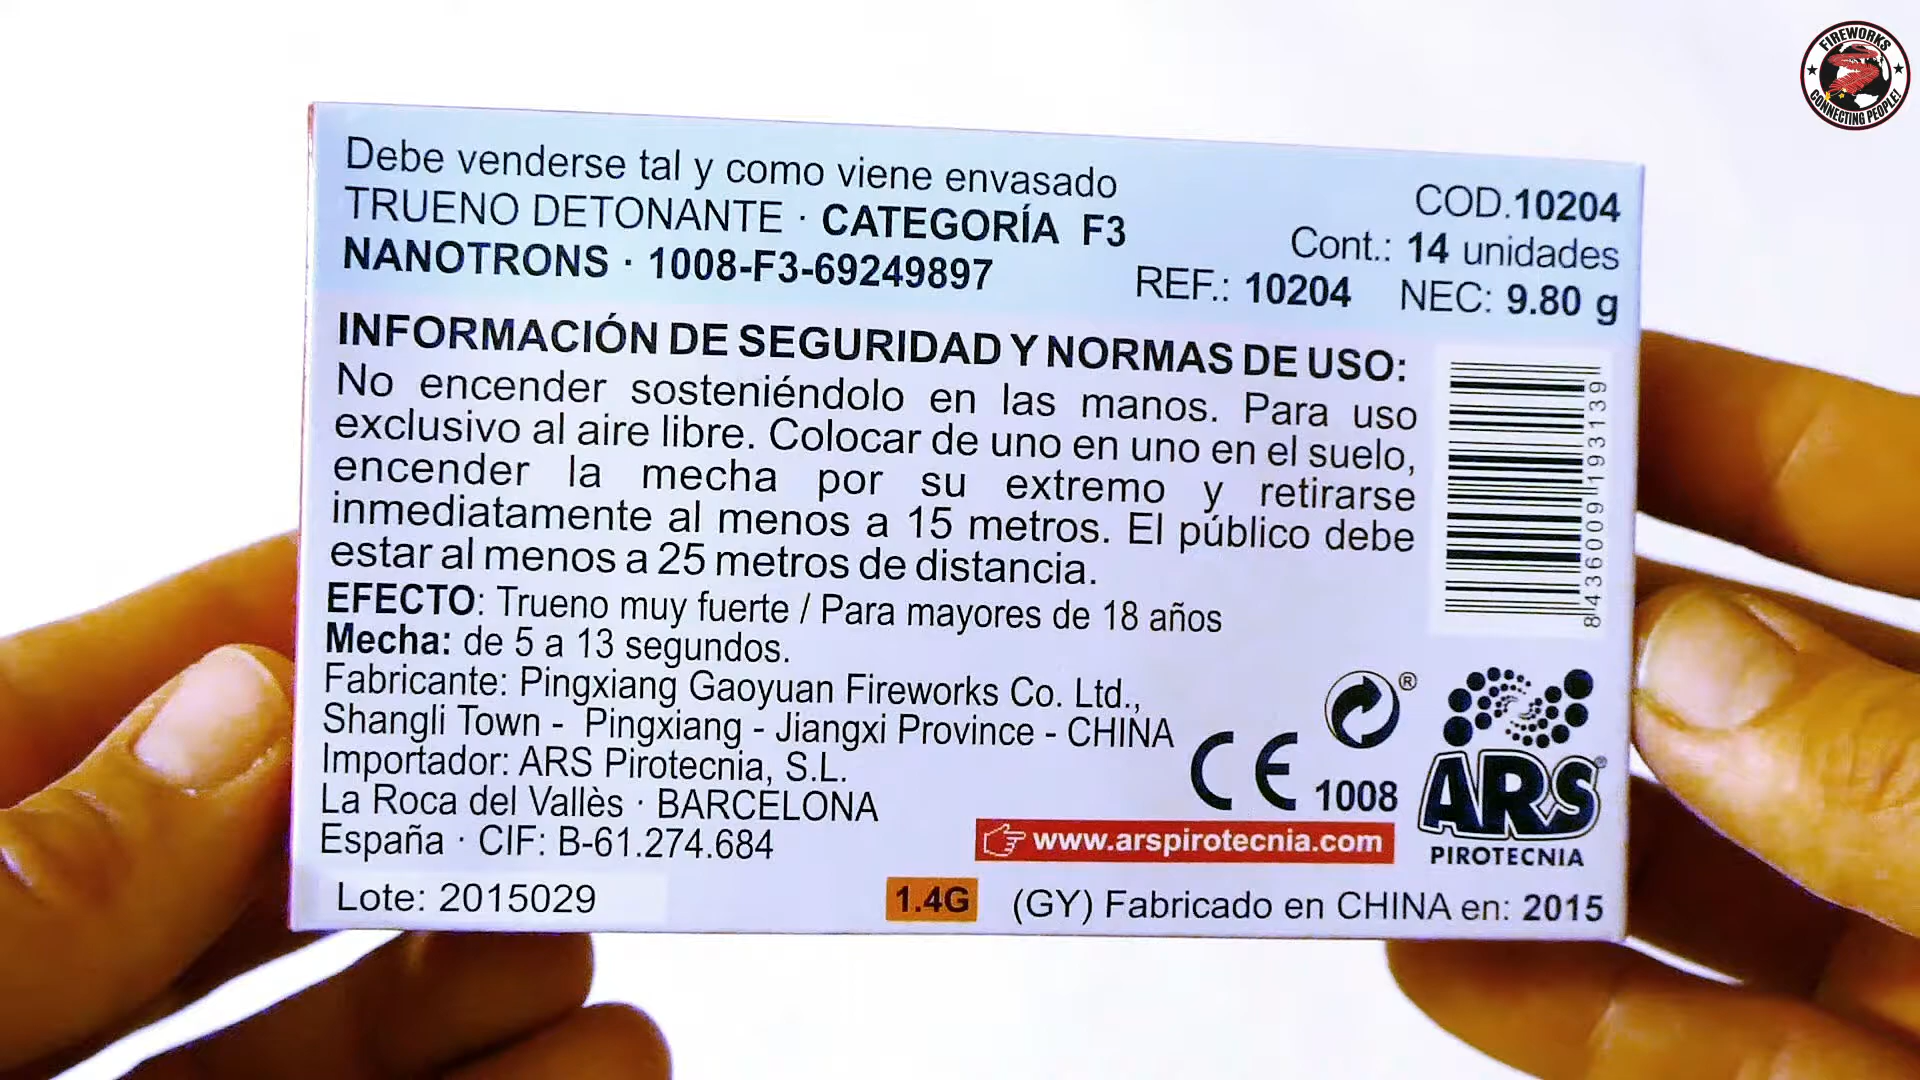 FIREWORKS
CONNECTING PEOPLE!
Debe venderse tal y como viene envasado
TRUENO DETONANTE · CATEGORÍA F3
NANOTRONS · 1008-F3-69249897
COD.10204
Cont.: 14 unidades
REF.: 10204 NEC: 9.80 g
INFORMACIÓN DE SEGURIDAD Y NORMAS DE USO:
No encender sosteniéndolo en las manos. Para uso
exclusivo al aire libre. Colocar de uno en uno en el suelo,
encender la mecha por su extremo y retirarse
inmediatamente al menos a 15 metros. El público debe
estar al menos a 25 metros de distancia.
EFECTO: Trueno muy fuerte / Para mayores de 18 años
Mecha: de 5 a 13 segundos.
Fabricante: Pingxiang Gaoyuan Fireworks Co. Ltd.,
Shangli Town - Pingxiang - Jiangxi Province - CHINA
Importador: ARS Pirotecnia, S.L.
La Roca del Vallès · BARCELONA
España · CIF: B-61.274.684
8436009193139
®
CE 1008
ARS®
PIROTECNIA
www.arspirotecnia.com
Lote: 2015029
1.4G (GY) Fabricado en CHINA en: 2015